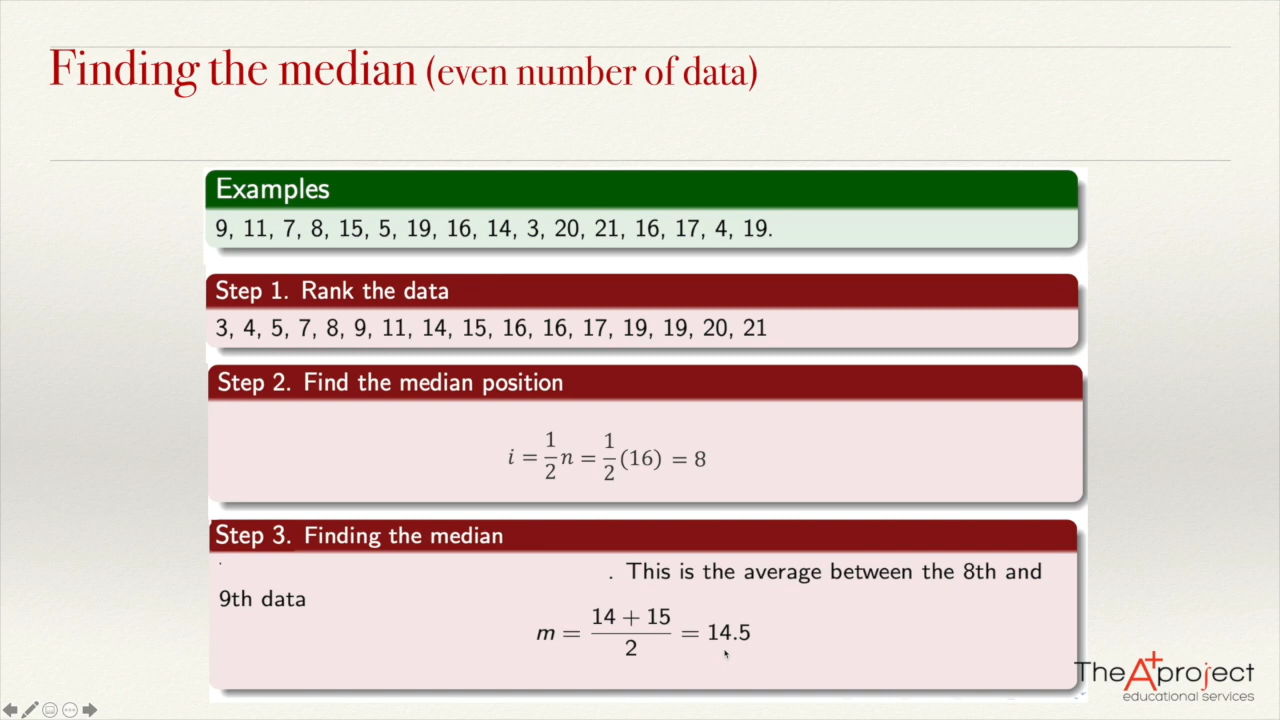 Finding the median (even number of data)
Examples
9, 11, 7, 8, 15, 5, 19, 16, 14, 3, 20, 21, 16, 17, 4, 19.
Step 1. Rank the data
3, 4, 5, 7, 8, 9, 11, 14, 15, 16, 16, 17, 19, 19, 20, 21
Step 2. Find the median position
i = 1/2 n = 1/2 (16) = 8
Step 3. Finding the median
. This is the average between the 8th and
9th data
m = 14 + 15 / 2 = 14.5
The A+ project
educational services